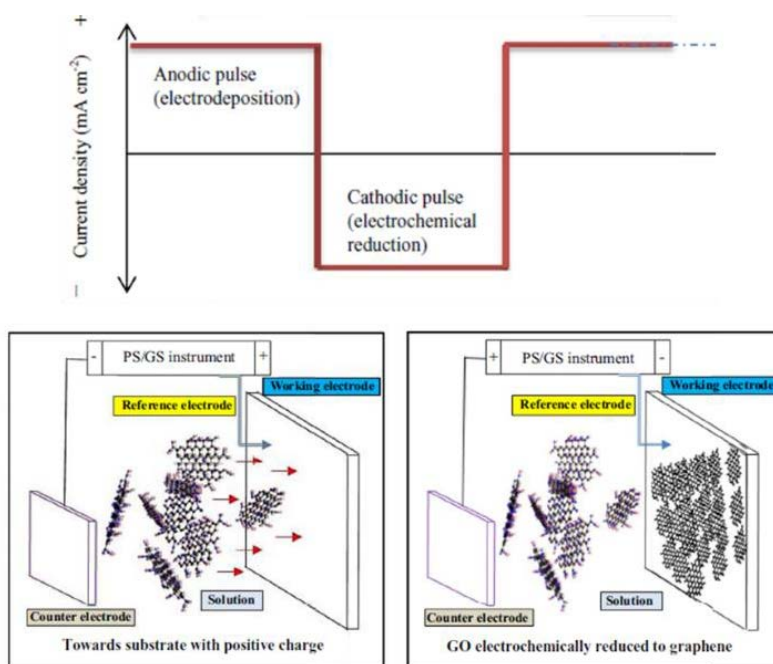 +
Current density (mA cm⁻²)
−
Anodic pulse
(electrodeposition)
Cathodic pulse
(electrochemical
reduction)
- PS/GS instrument +
Working electrode
Reference electrode
Solution
Counter electrode
Towards substrate with positive charge
+ PS/GS instrument -
Working electrode
Reference electrode
Solution
Counter electrode
GO electrochemically reduced to graphene